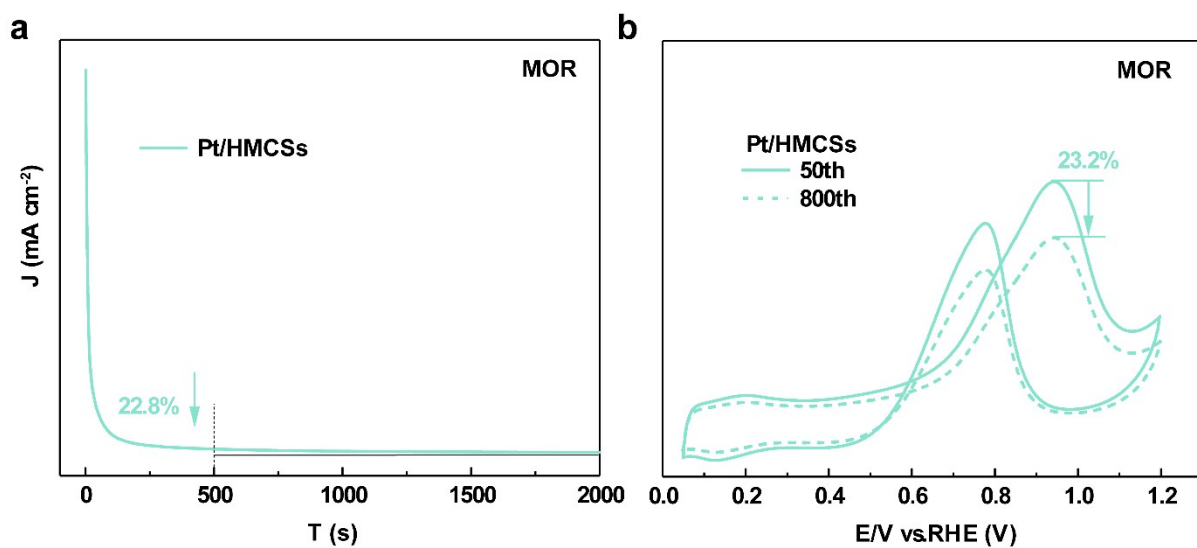 a
MOR
Pt/HMCSs
22.8%
J (mA cm⁻²)
0 500 1000 1500 2000
T (s)
b
MOR
Pt/HMCSs
50th
800th
23.2%
0.0 0.2 0.4 0.6 0.8 1.0 1.2
E/V vs.RHE (V)